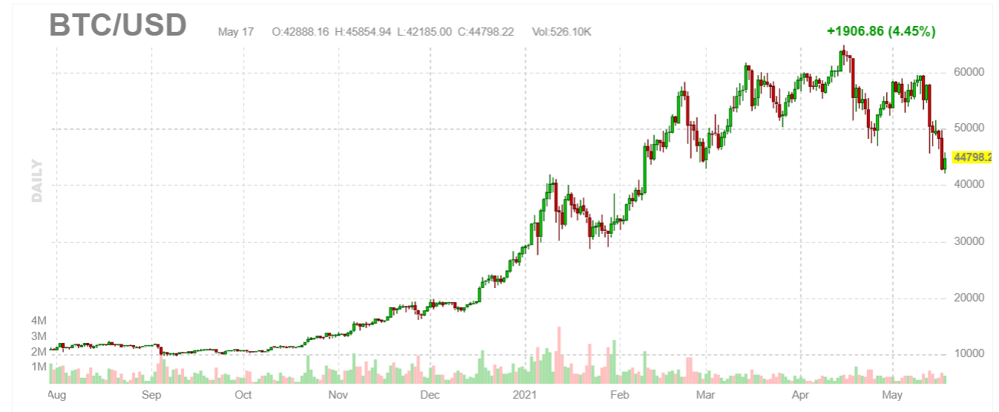 BTC/USD May 17 O:42888.16 H:45854.94 L:42185.00 C:44798.22 Vol:526.10K +1906.86 (4.45%)
60000
50000
44798.2
DAILY
40000
30000
20000
4M
3M
2M
10000
1M
Aug Sep Oct Nov Dec 2021 Feb Mar Apr May